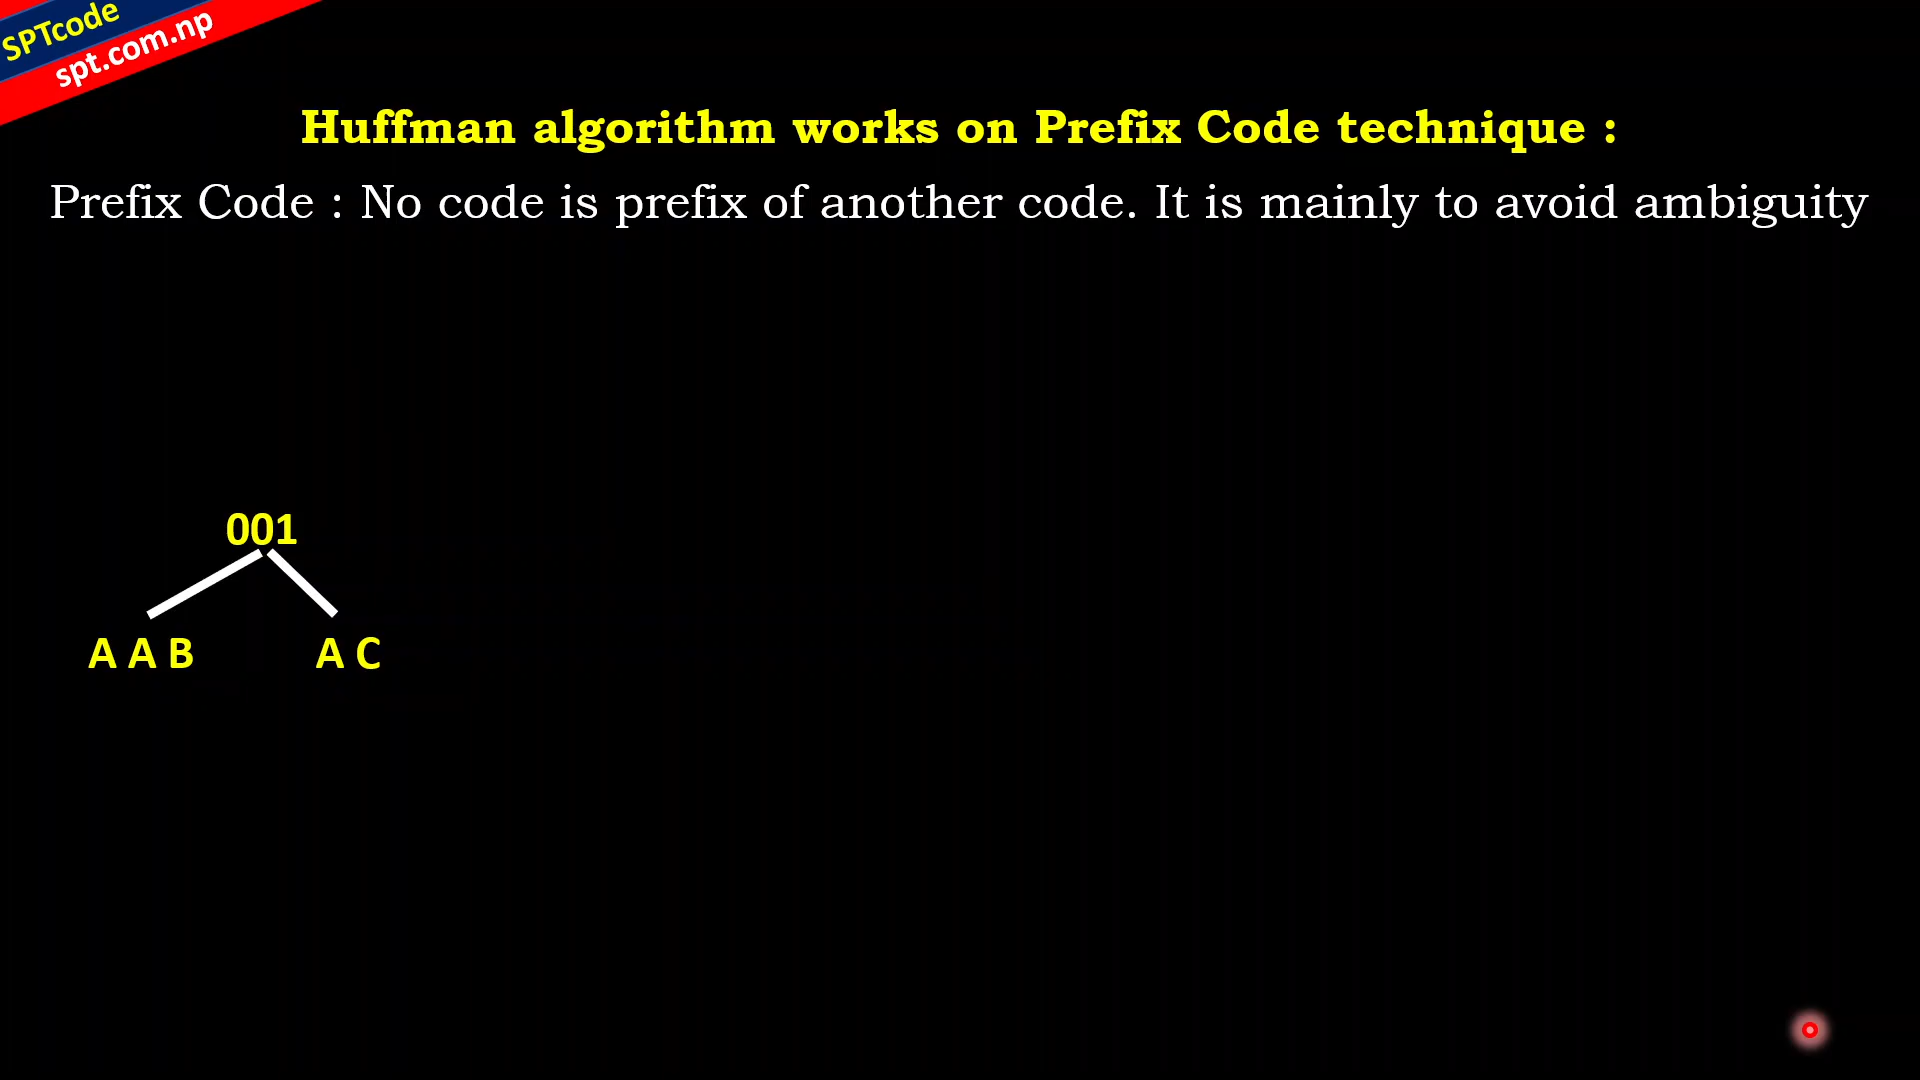 SPTcode
spt.com.np
Huffman algorithm works on Prefix Code technique :
Prefix Code : No code is prefix of another code. It is mainly to avoid ambiguity
001
A A B A C